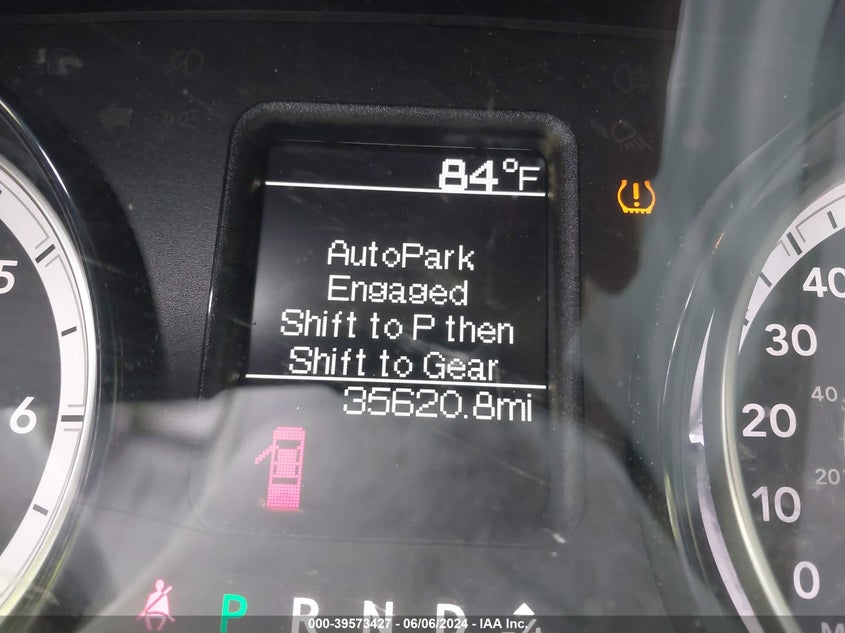 84°F
AutoPark
Engaged
Shift to P then
Shift to Gear
35620.8mi
5
6
40
30
20
10
0
40
20
P R N D
000-39573427 - 06/06/2024 - IAA Inc.